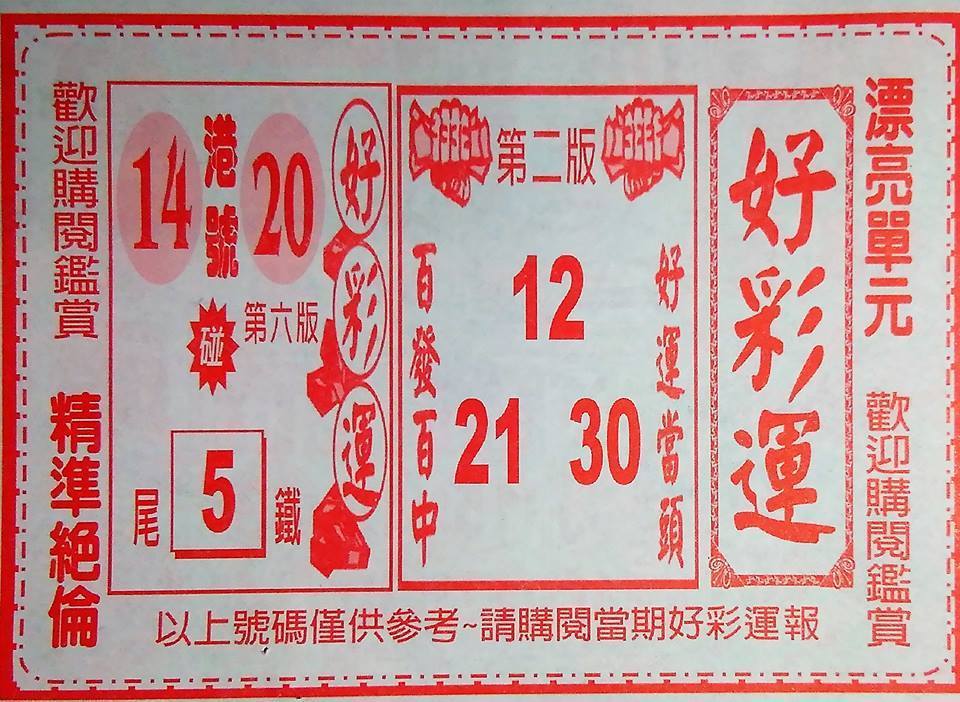 漂亮單元
歡迎購閱鑑賞
好彩運
第二版
好運當頭
12
21 30
百發百中
好彩運
14 港號 20
第六版
碰
尾 5 鐵
歡迎購閱鑑賞
精準絕倫
以上號碼僅供參考~請購閱當期好彩運報